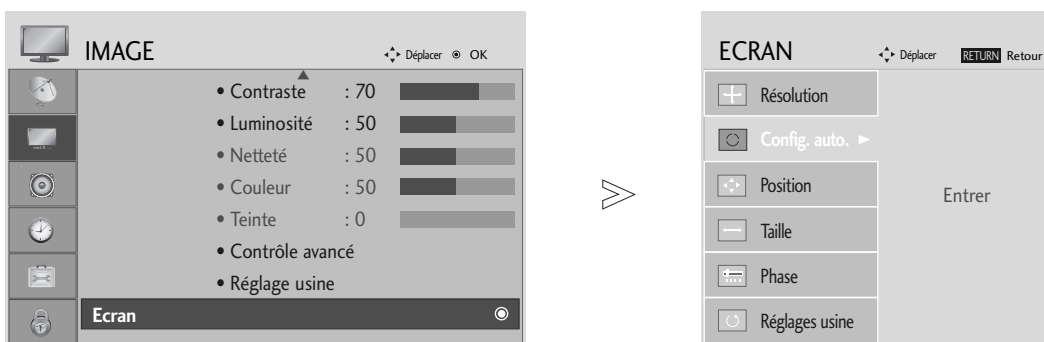 IMAGE
Déplacer OK
• Contraste : 70
• Luminosité : 50
• Netteté : 50
• Couleur : 50
• Teinte : 0
• Contrôle avancé
• Réglage usine
Ecran
ECRAN
Déplacer RETURN Retour
Résolution
Config. auto.
Position
Taille
Phase
Réglages usine
Entrer